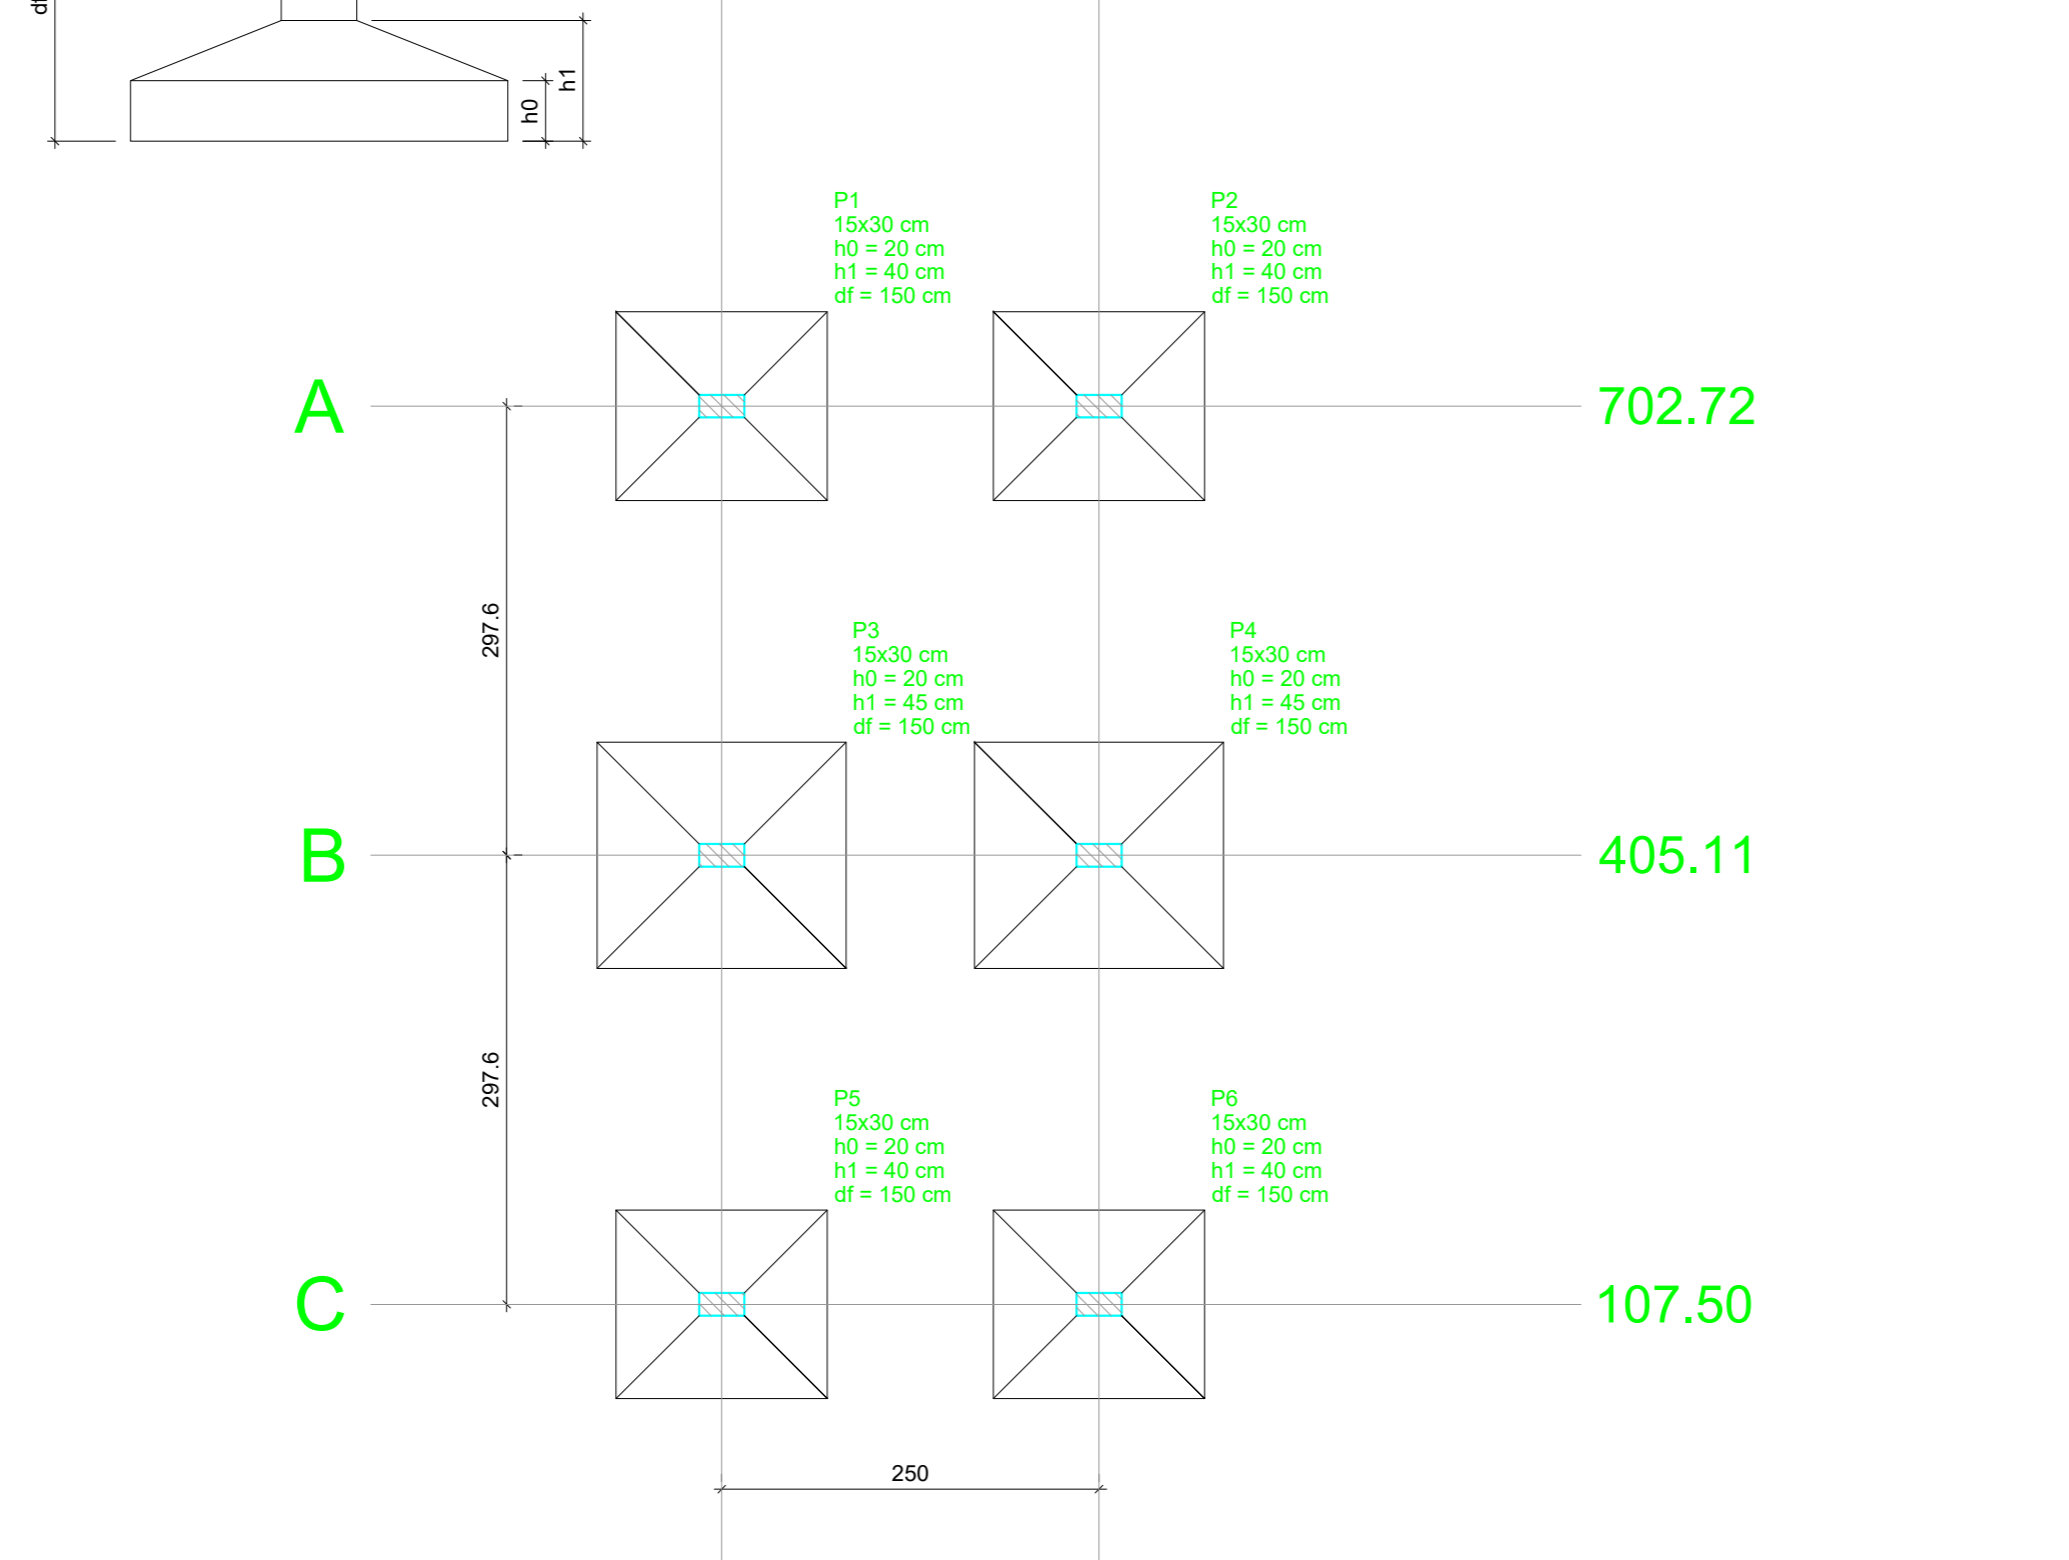 df
h1
h0
P1
15x30 cm
h0 = 20 cm
h1 = 40 cm
df = 150 cm
P2
15x30 cm
h0 = 20 cm
h1 = 40 cm
df = 150 cm
A
702.72
297.6
P3
15x30 cm
h0 = 20 cm
h1 = 45 cm
df = 150 cm
P4
15x30 cm
h0 = 20 cm
h1 = 45 cm
df = 150 cm
B
405.11
297.6
P5
15x30 cm
h0 = 20 cm
h1 = 40 cm
df = 150 cm
P6
15x30 cm
h0 = 20 cm
h1 = 40 cm
df = 150 cm
C
107.50
250